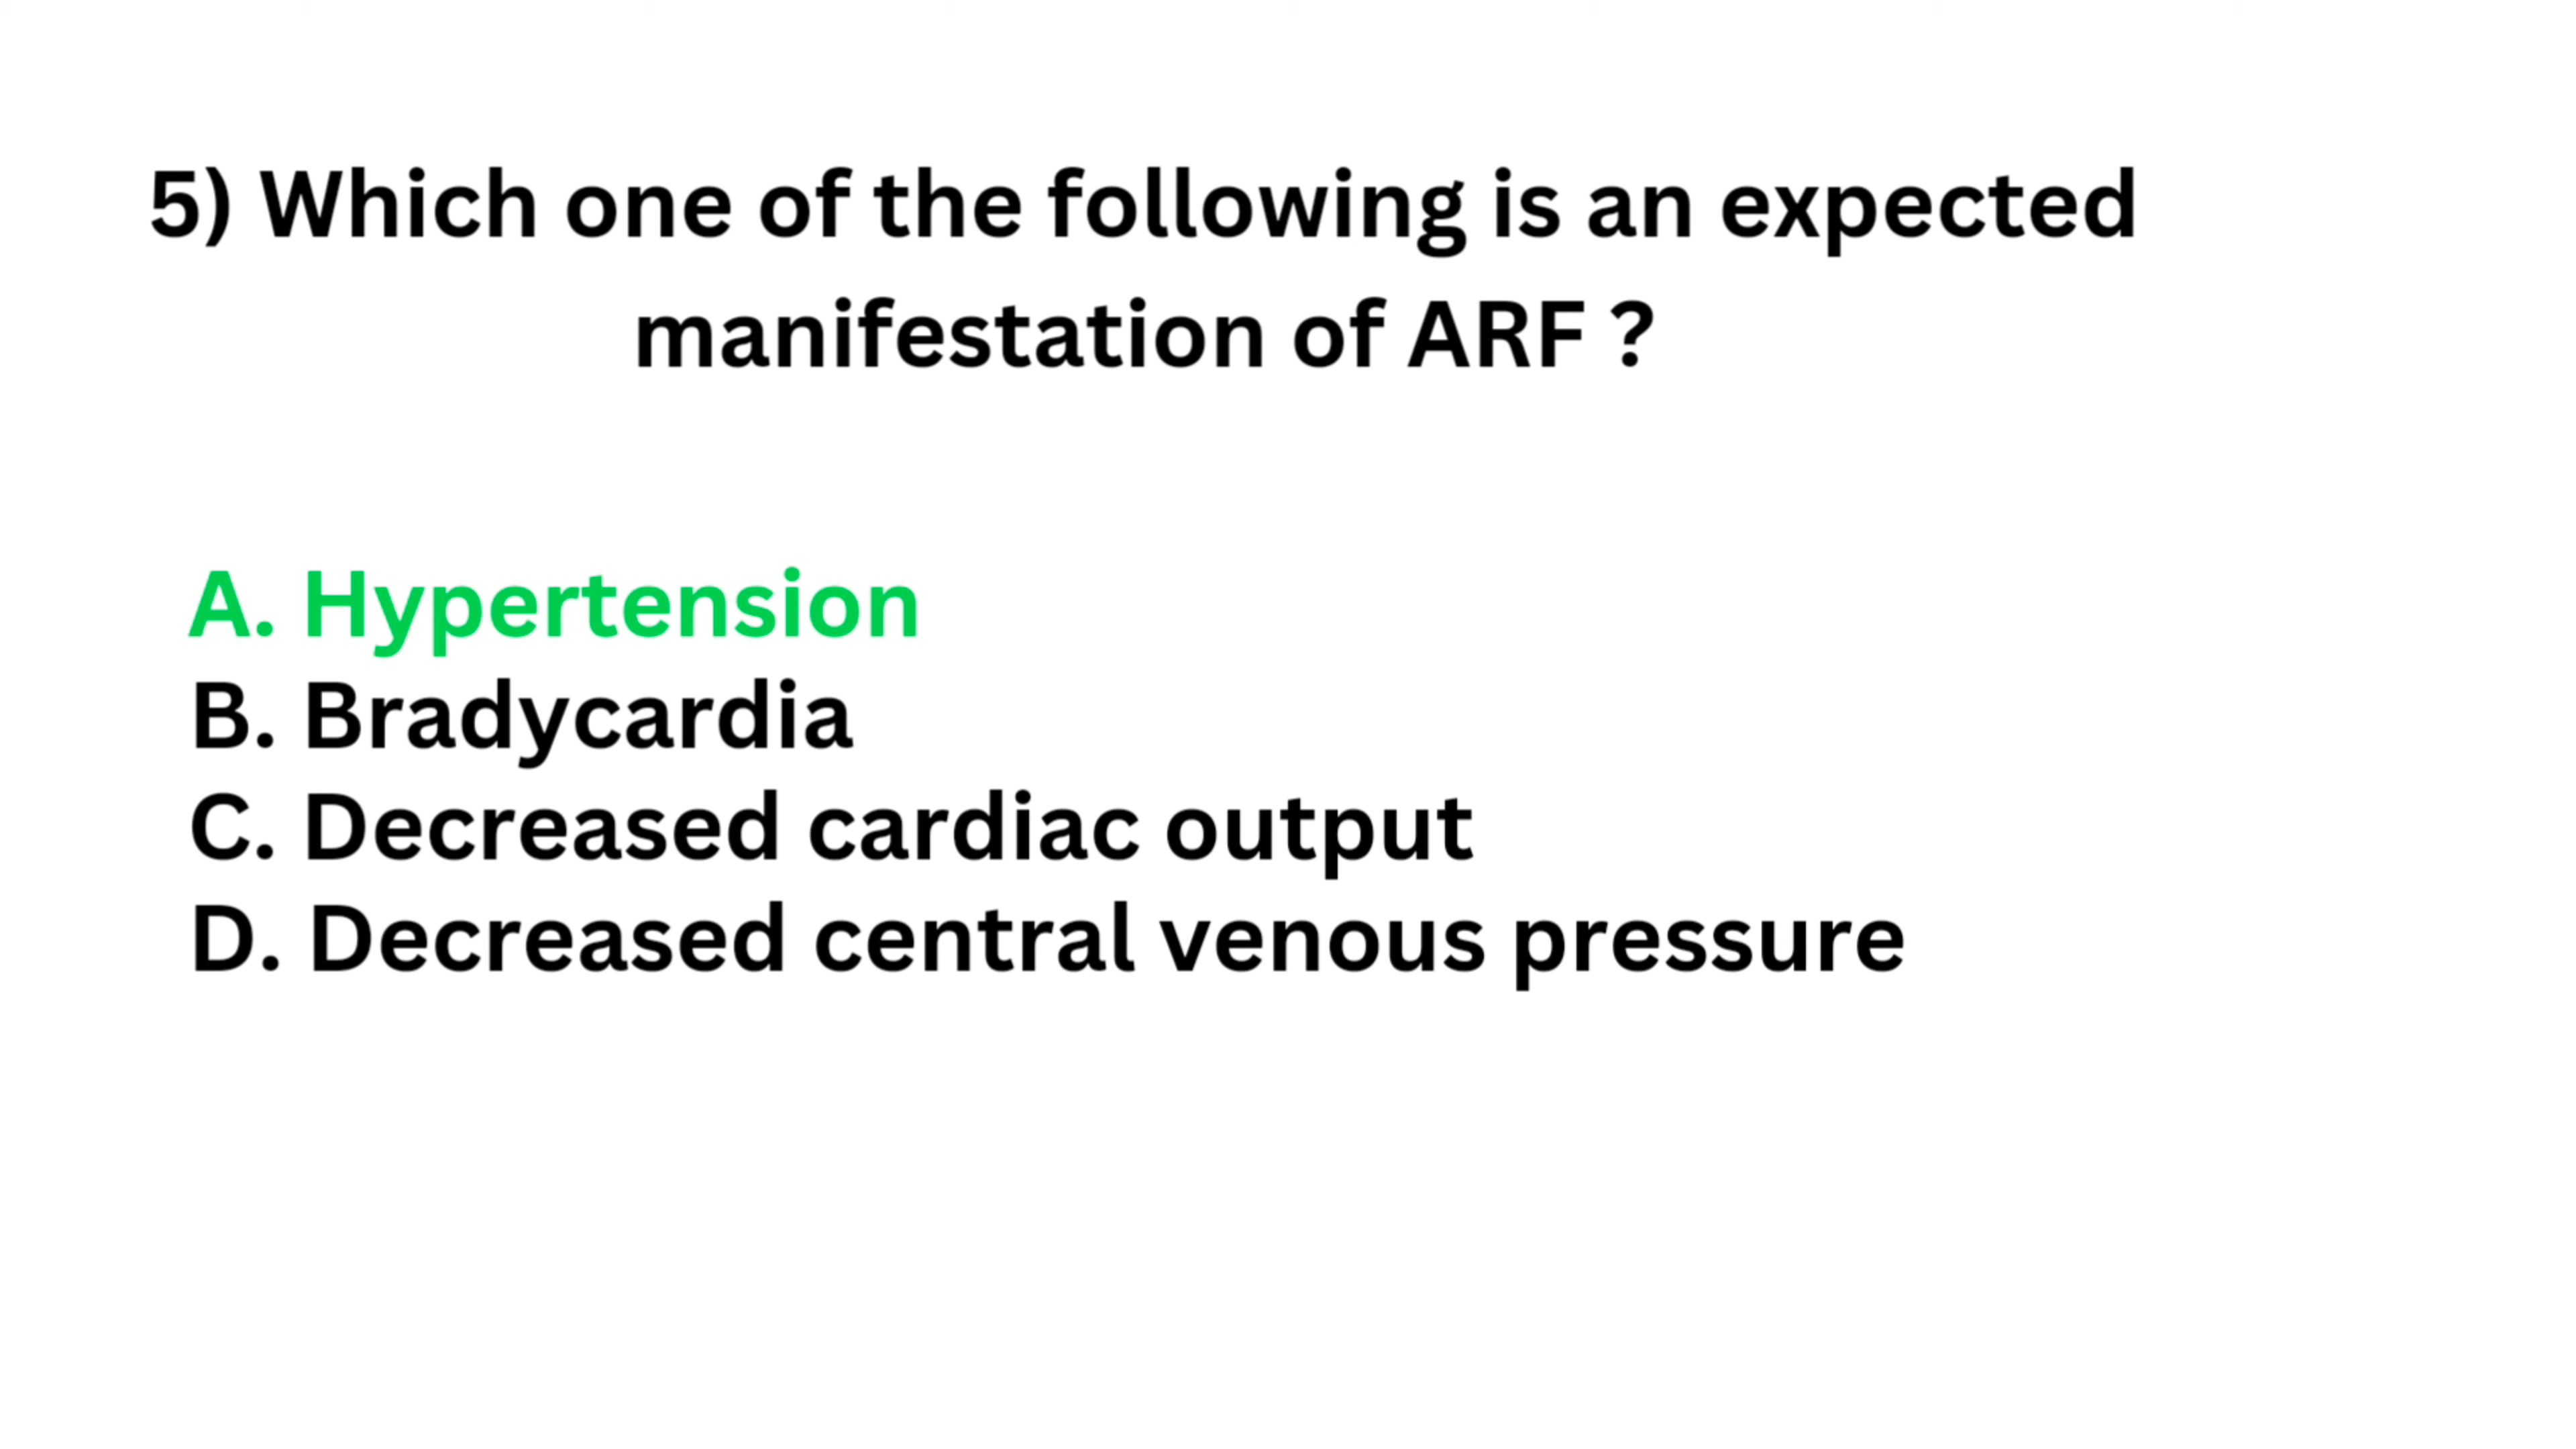 5) Which one of the following is an expected
manifestation of ARF ?
A. Hypertension
B. Bradycardia
C. Decreased cardiac output
D. Decreased central venous pressure